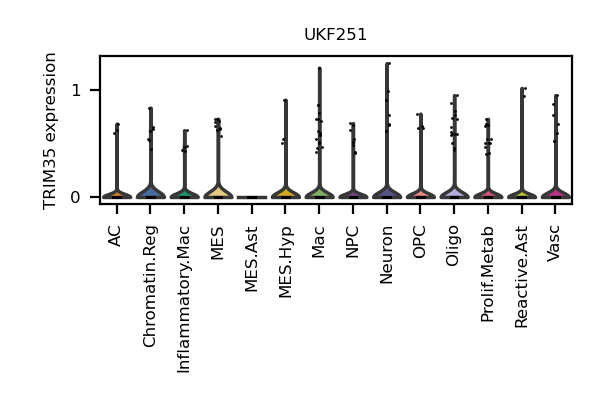 UKF251
TRIM35 expression
1
0
AC
Chromatin.Reg
Inflammatory.Mac
MES
MES.Ast
MES.Hyp
Mac
NPC
Neuron
OPC
Oligo
Prolif.Metab
Reactive.Ast
Vasc